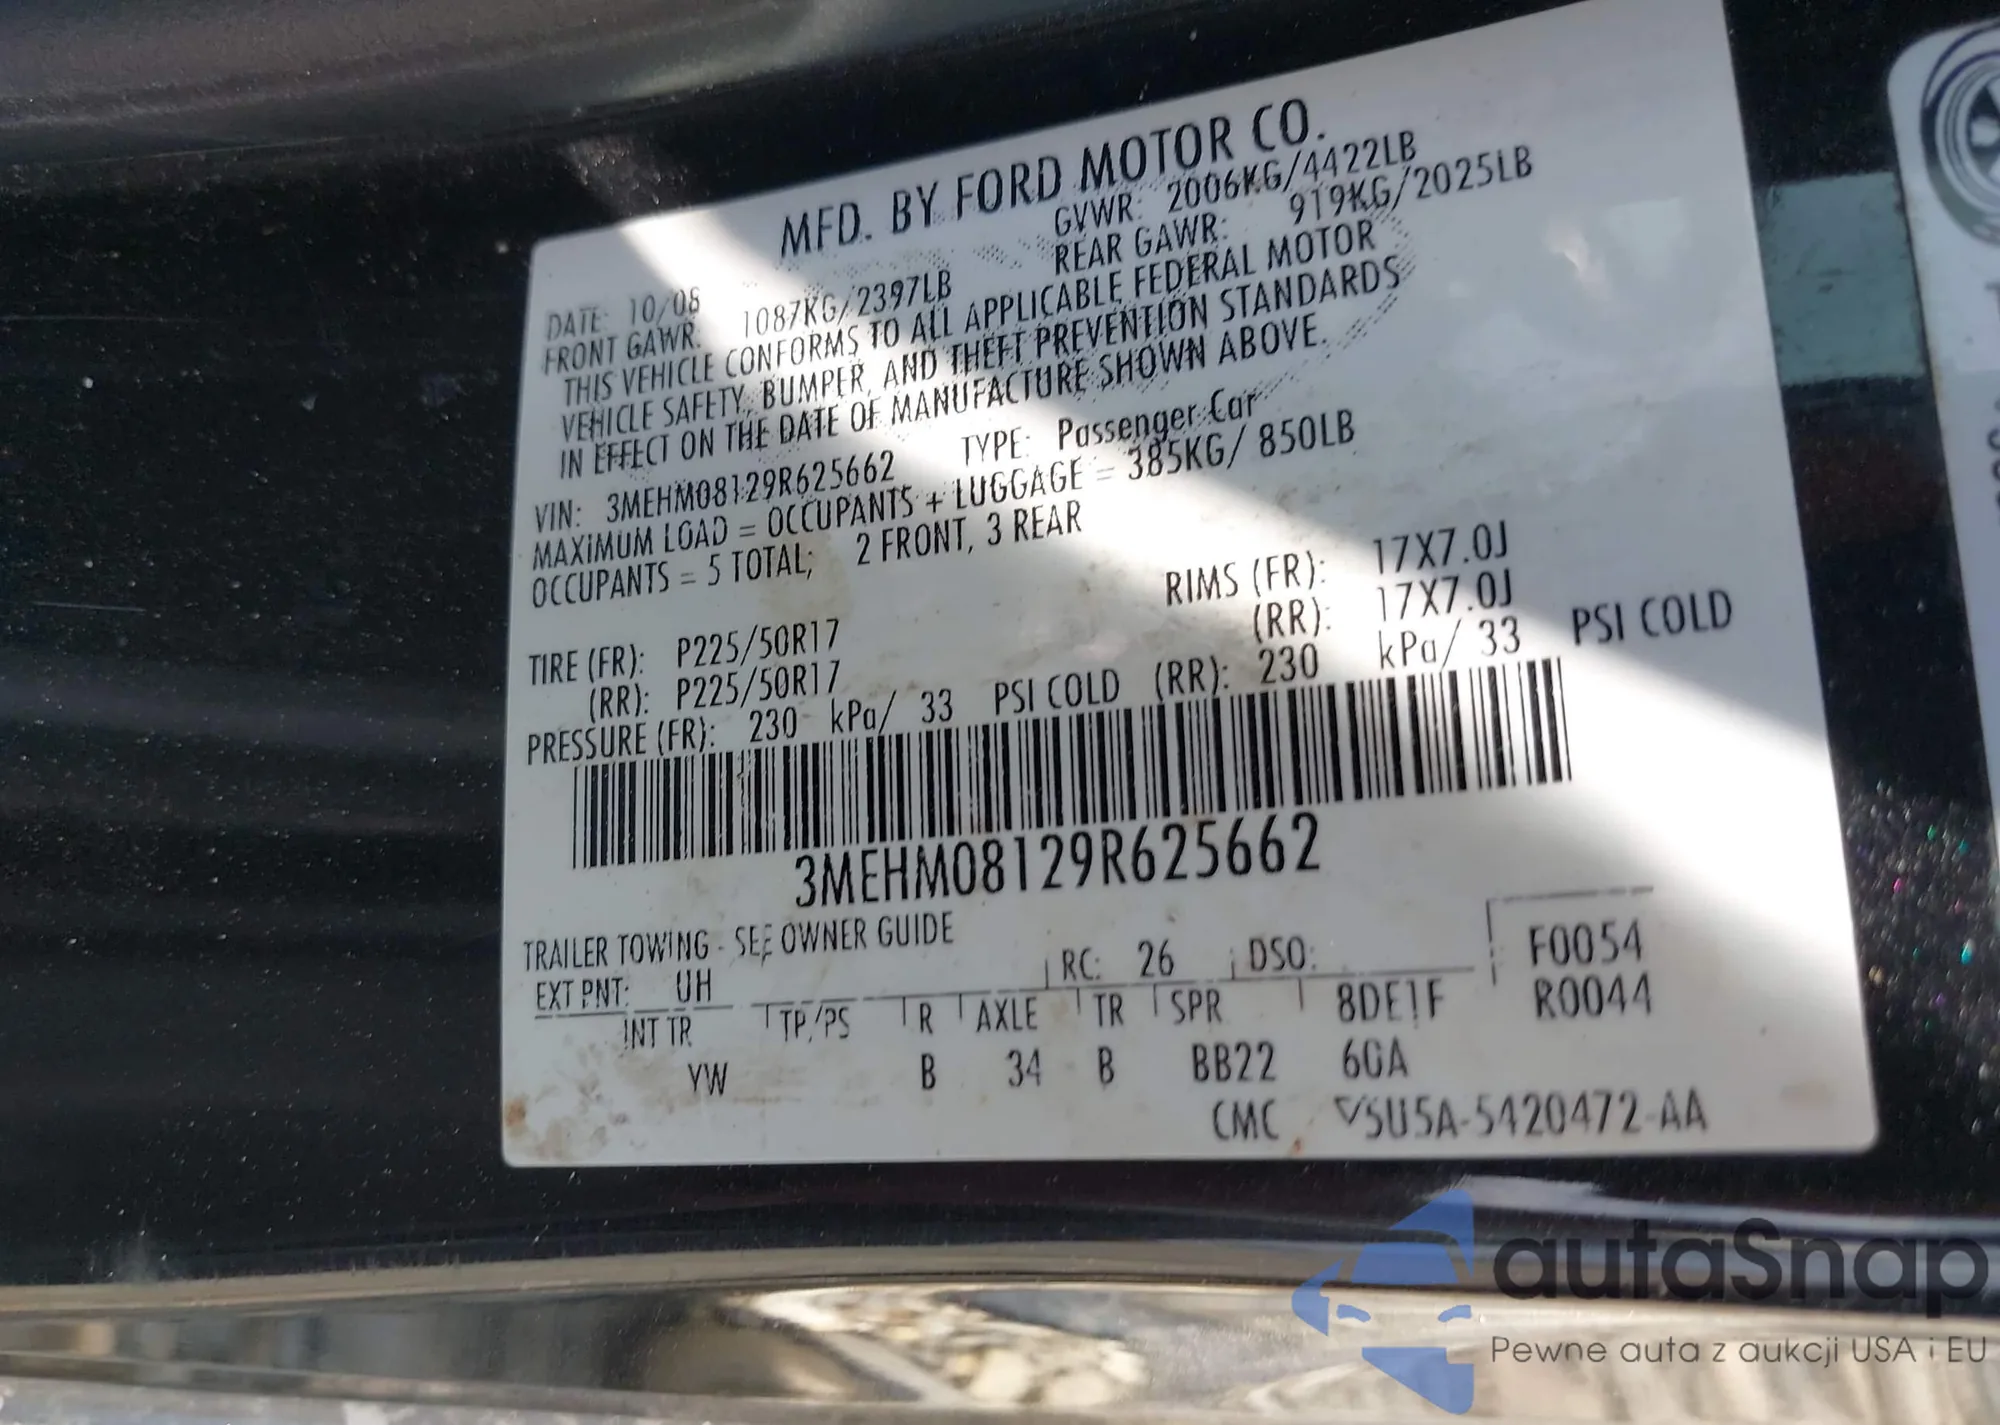 MFD. BY FORD MOTOR CO.
DATE: 10/08 GVWR: 2006KG/4422LB
FRONT GAWR: 1087KG/2397LB REAR GAWR: 919KG/2025LB
THIS VEHICLE CONFORMS TO ALL APPLICABLE FEDERAL MOTOR
VEHICLE SAFETY, BUMPER, AND THEFT PREVENTION STANDARDS
IN EFFECT ON THE DATE OF MANUFACTURE SHOWN ABOVE.
VIN: 3MEHM08129R625662 TYPE: Passenger Car
MAXIMUM LOAD = OCCUPANTS + LUGGAGE = 385KG/ 850LB
OCCUPANTS = 5 TOTAL; 2 FRONT, 3 REAR
TIRE (FR): P225/50R17 RIMS (FR): 17X7.0J
(RR): P225/50R17 (RR): 17X7.0J
PRESSURE (FR): 230 kPa/ 33 PSI COLD (RR): 230 kPa/ 33 PSI COLD
3MEHM08129R625662
TRAILER TOWING - SEE OWNER GUIDE
EXT PNT: UH RC: 26 DSO: F0054
INT TR TP/PS R AXLE TR SPR 8DE1F R0044
YW B 34 B BB22 6GA
CMC 5U5A-5420472-AA
autaSnap
Pewne auta z aukcji USA i EU